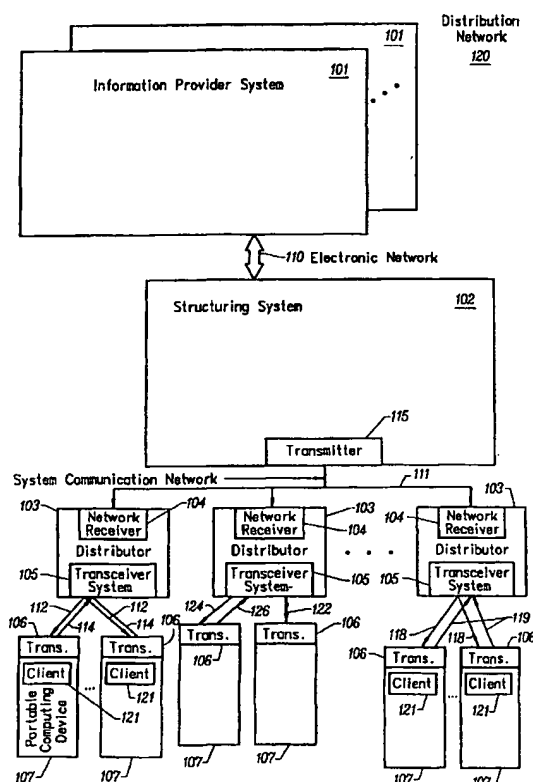 Distribution
Network
120
101
101
Information Provider System
110 Electronic Network
Structuring System
102
115
Transmitter
System Communication Network
111
103
104
103
103
Network
Receiver
Network
Receiver
104
104
Network
Receiver
Distributor
Distributor
Distributor
105
Transceiver
System
Transceiver
System-
105
105
Transceiver
System
112
112
114
114
124
126
122
118
118
119
106
Trans.
Trans.
106
Trans.
106
Trans.
106
106
Trans.
Trans.
106
Client
Client
121
121
Portable
Computing
Device
Client
Client
121
121
107
107
107
107
107
107